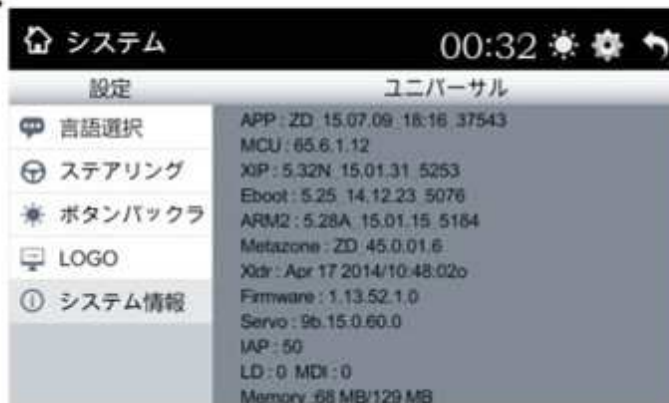 システム 00:32
設定 ユニバーサル
言語選択
ステアリング
ボタンバックラ
LOGO
システム情報
APP : ZD 15.07.09 18:16 37543
MCU : 65.6.1.12
XIP : 5.32N 15.01.31 5253
Eboot : 5.25 14.12.23 5076
ARM2 : 5.28A 15.01.15 5184
Metazone : ZD 45.0.01.6
Xldr : Apr 17 2014/10:48:02o
Firmware : 1.13.52.1.0
Servo : 9b.15.0.60.0
IAP : 50
LD : 0 MDI : 0
Memory :68 MB/129 MB